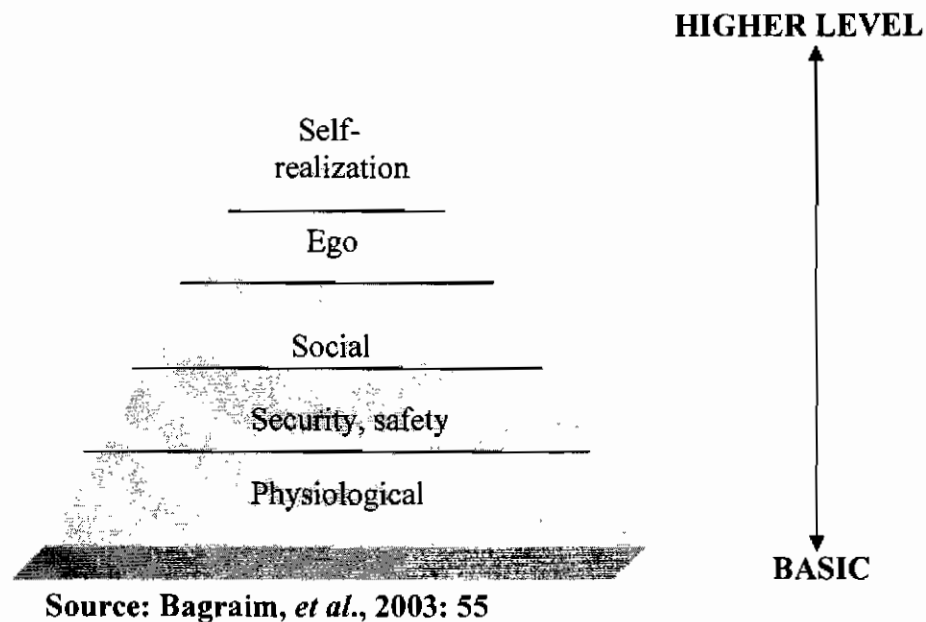 HIGHER LEVEL
Self-
realization
Ego
Social
Security, safety
Physiological
BASIC
Source: Bagraim, et al., 2003: 55